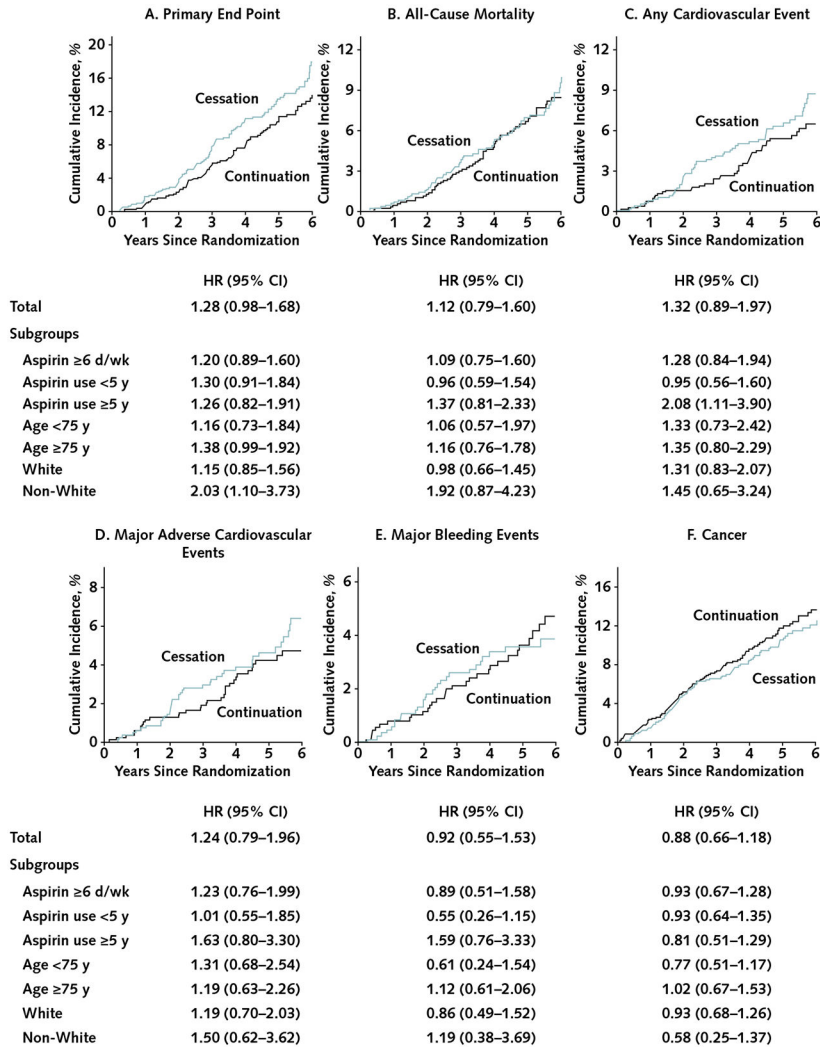 A. Primary End Point
Cumulative Incidence, %
20
16
12
8
4
0
Cessation
Continuation
0 1 2 3 4 5 6
Years Since Randomization
B. All-Cause Mortality
Cumulative Incidence, %
12
9
6
3
0
Cessation
Continuation
0 1 2 3 4 5 6
Years Since Randomization
C. Any Cardiovascular Event
Cumulative Incidence, %
12
9
6
3
0
Cessation
Continuation
0 1 2 3 4 5 6
Years Since Randomization
HR (95% CI) HR (95% CI) HR (95% CI)
Total 1.28 (0.98–1.68) 1.12 (0.79–1.60) 1.32 (0.89–1.97)
Subgroups
Aspirin ≥6 d/wk 1.20 (0.89–1.60) 1.09 (0.75–1.60) 1.28 (0.84–1.94)
Aspirin use <5 y 1.30 (0.91–1.84) 0.96 (0.59–1.54) 0.95 (0.56–1.60)
Aspirin use ≥5 y 1.26 (0.82–1.91) 1.37 (0.81–2.33) 2.08 (1.11–3.90)
Age <75 y 1.16 (0.73–1.84) 1.06 (0.57–1.97) 1.33 (0.73–2.42)
Age ≥75 y 1.38 (0.99–1.92) 1.16 (0.76–1.78) 1.35 (0.80–2.29)
White 1.15 (0.85–1.56) 0.98 (0.66–1.45) 1.31 (0.83–2.07)
Non-White 2.03 (1.10–3.73) 1.92 (0.87–4.23) 1.45 (0.65–3.24)
D. Major Adverse Cardiovascular
Events
Cumulative Incidence, %
8
6
4
2
0
Cessation
Continuation
0 1 2 3 4 5 6
Years Since Randomization
E. Major Bleeding Events
Cumulative Incidence, %
6
4
2
0
Cessation
Continuation
0 1 2 3 4 5 6
Years Since Randomization
F. Cancer
Cumulative Incidence, %
16
12
8
4
0
Continuation
Cessation
0 1 2 3 4 5 6
Years Since Randomization
HR (95% CI) HR (95% CI) HR (95% CI)
Total 1.24 (0.79–1.96) 0.92 (0.55–1.53) 0.88 (0.66–1.18)
Subgroups
Aspirin ≥6 d/wk 1.23 (0.76–1.99) 0.89 (0.51–1.58) 0.93 (0.67–1.28)
Aspirin use <5 y 1.01 (0.55–1.85) 0.55 (0.26–1.15) 0.93 (0.64–1.35)
Aspirin use ≥5 y 1.63 (0.80–3.30) 1.59 (0.76–3.33) 0.81 (0.51–1.29)
Age <75 y 1.31 (0.68–2.54) 0.61 (0.24–1.54) 0.77 (0.51–1.17)
Age ≥75 y 1.19 (0.63–2.26) 1.12 (0.61–2.06) 1.02 (0.67–1.53)
White 1.19 (0.70–2.03) 0.86 (0.49–1.52) 0.93 (0.68–1.26)
Non-White 1.50 (0.62–3.62) 1.19 (0.38–3.69) 0.58 (0.25–1.37)